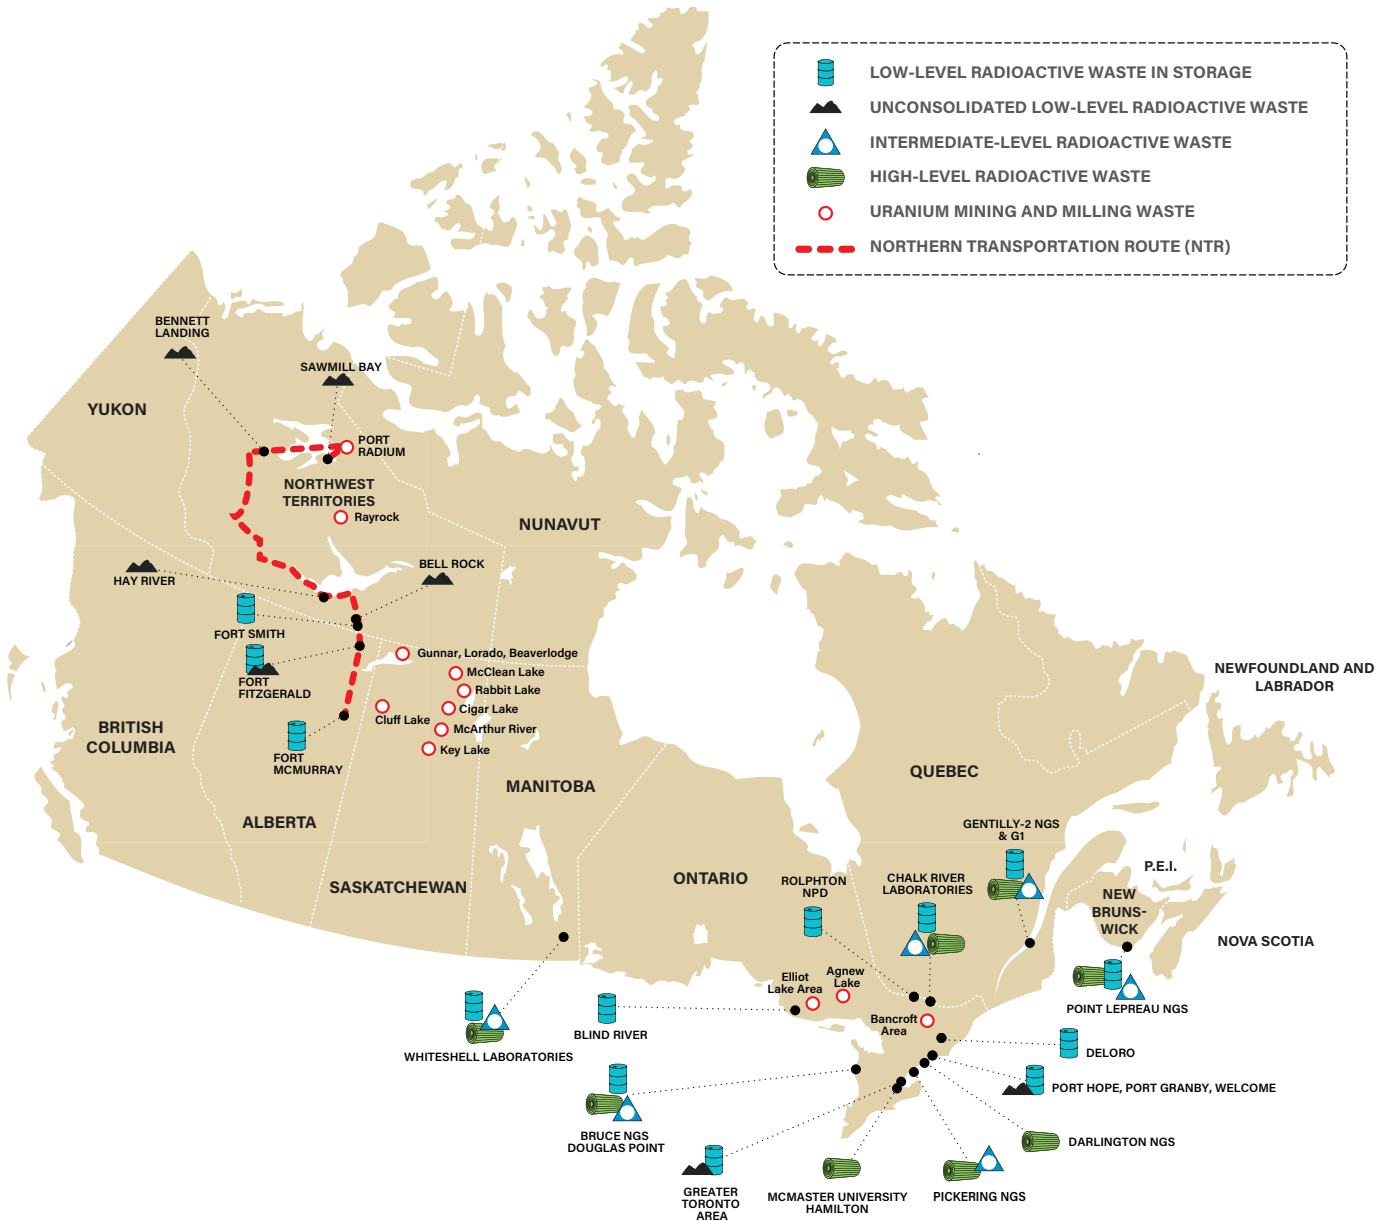 LOW-LEVEL RADIOACTIVE WASTE IN STORAGE
UNCONSOLIDATED LOW-LEVEL RADIOACTIVE WASTE
INTERMEDIATE-LEVEL RADIOACTIVE WASTE
HIGH-LEVEL RADIOACTIVE WASTE
URANIUM MINING AND MILLING WASTE
NORTHERN TRANSPORTATION ROUTE (NTR)
BENNETT
LANDING
SAWMILL BAY
YUKON
PORT
RADIUM
NORTHWEST
TERRITORIES
Rayrock
NUNAVUT
HAY RIVER
BELL ROCK
FORT SMITH
FORT
FITZGERALD
Gunnar, Lorado, Beaverlodge
McClean Lake
Rabbit Lake
Cigar Lake
Cluff Lake
McArthur River
Key Lake
BRITISH
COLUMBIA
FORT
MCMURRAY
ALBERTA
SASKATCHEWAN
MANITOBA
ONTARIO
QUEBEC
NEWFOUNDLAND AND
LABRADOR
GENTILLY-2 NGS
& G1
P.E.I.
NEW
BRUNS-
WICK
NOVA SCOTIA
ROLPHTON
NPD
CHALK RIVER
LABORATORIES
POINT LEPREAU NGS
Elliot
Lake Area
Agnew
Lake
Bancroft
Area
BLIND RIVER
WHITESHELL LABORATORIES
DELORO
PORT HOPE, PORT GRANBY, WELCOME
BRUCE NGS
DOUGLAS POINT
DARLINGTON NGS
GREATER
TORONTO
AREA
MCMASTER UNIVERSITY
HAMILTON
PICKERING NGS